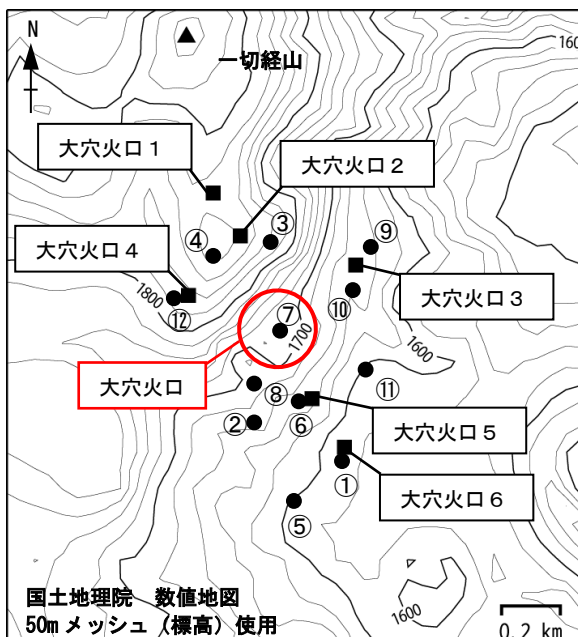 N
一切経山
160
大穴火口1
大穴火口2
③
④
⑨
大穴火口4
大穴火口3
1800
⑫
⑩
⑦
1700
1600
大穴火口
⑧
⑪
⑥
②
大穴火口5
①
大穴火口6
⑤
国土地理院 数値地図
50mメッシュ(標高)使用
1600
0.2 km